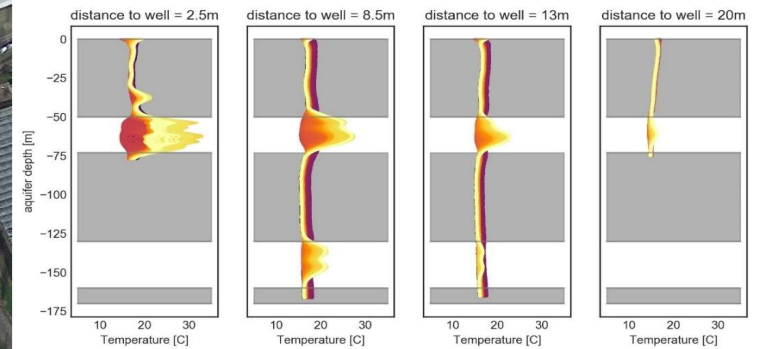 distance to well = 2.5m
distance to well = 8.5m
distance to well = 13m
distance to well = 20m
aquifer depth [m]
0
−25
−50
−75
−100
−125
−150
−175
10 20 30
10 20 30
10 20 30
10 20 30
Temperature [C]
Temperature [C]
Temperature [C]
Temperature [C]